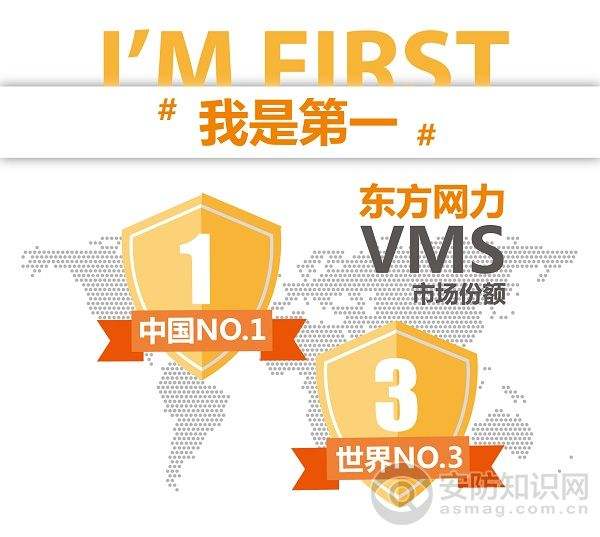 I'M FIRST
# 我是第一 #
东方网力
VMS
市场份额
1
中国NO.1
3
世界NO.3
安防知识网
asmag.com.cn